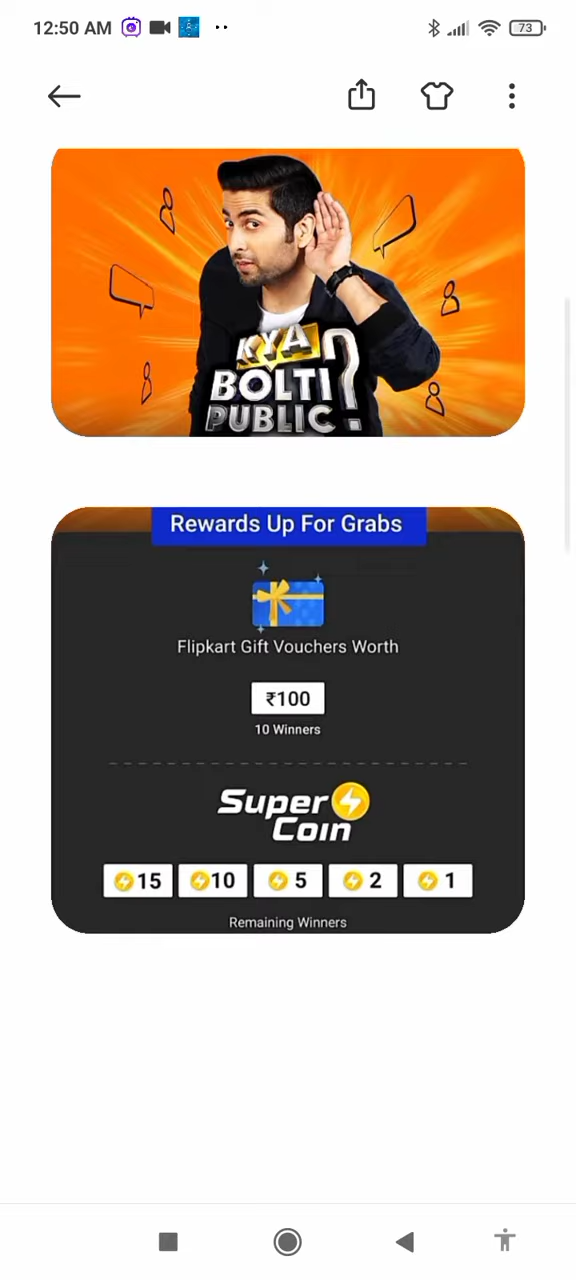 12:50 AM
73
KYA
BOLTI
PUBLIC?
Rewards Up For Grabs
Flipkart Gift Vouchers Worth
₹100
10 Winners
Super
Coin
15 10 5 2 1
Remaining Winners